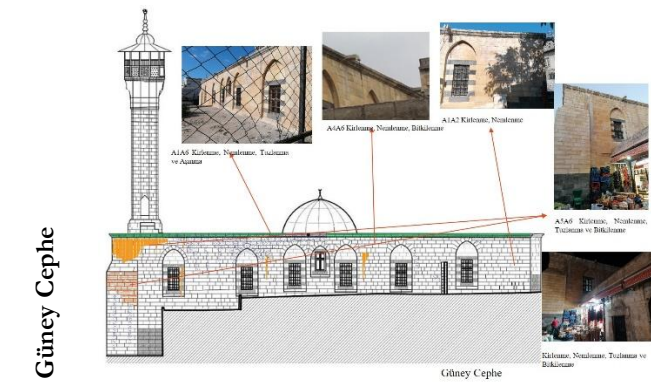 Güney Cephe
A1A6 Kirlenme, Nemlenme, Tuzlanma
ve Aşınma
A4A6 Kirlenme, Nemlenme, Bitkilenme
A1A2 Kirlenme, Nemlenme
A5A6 Kirlenme, Nemlenme,
Tuzlanma ve Bitkilenme
Kirlenme, Nemlenme, Tuzlanma ve
Bitkilenme
Güney Cephe